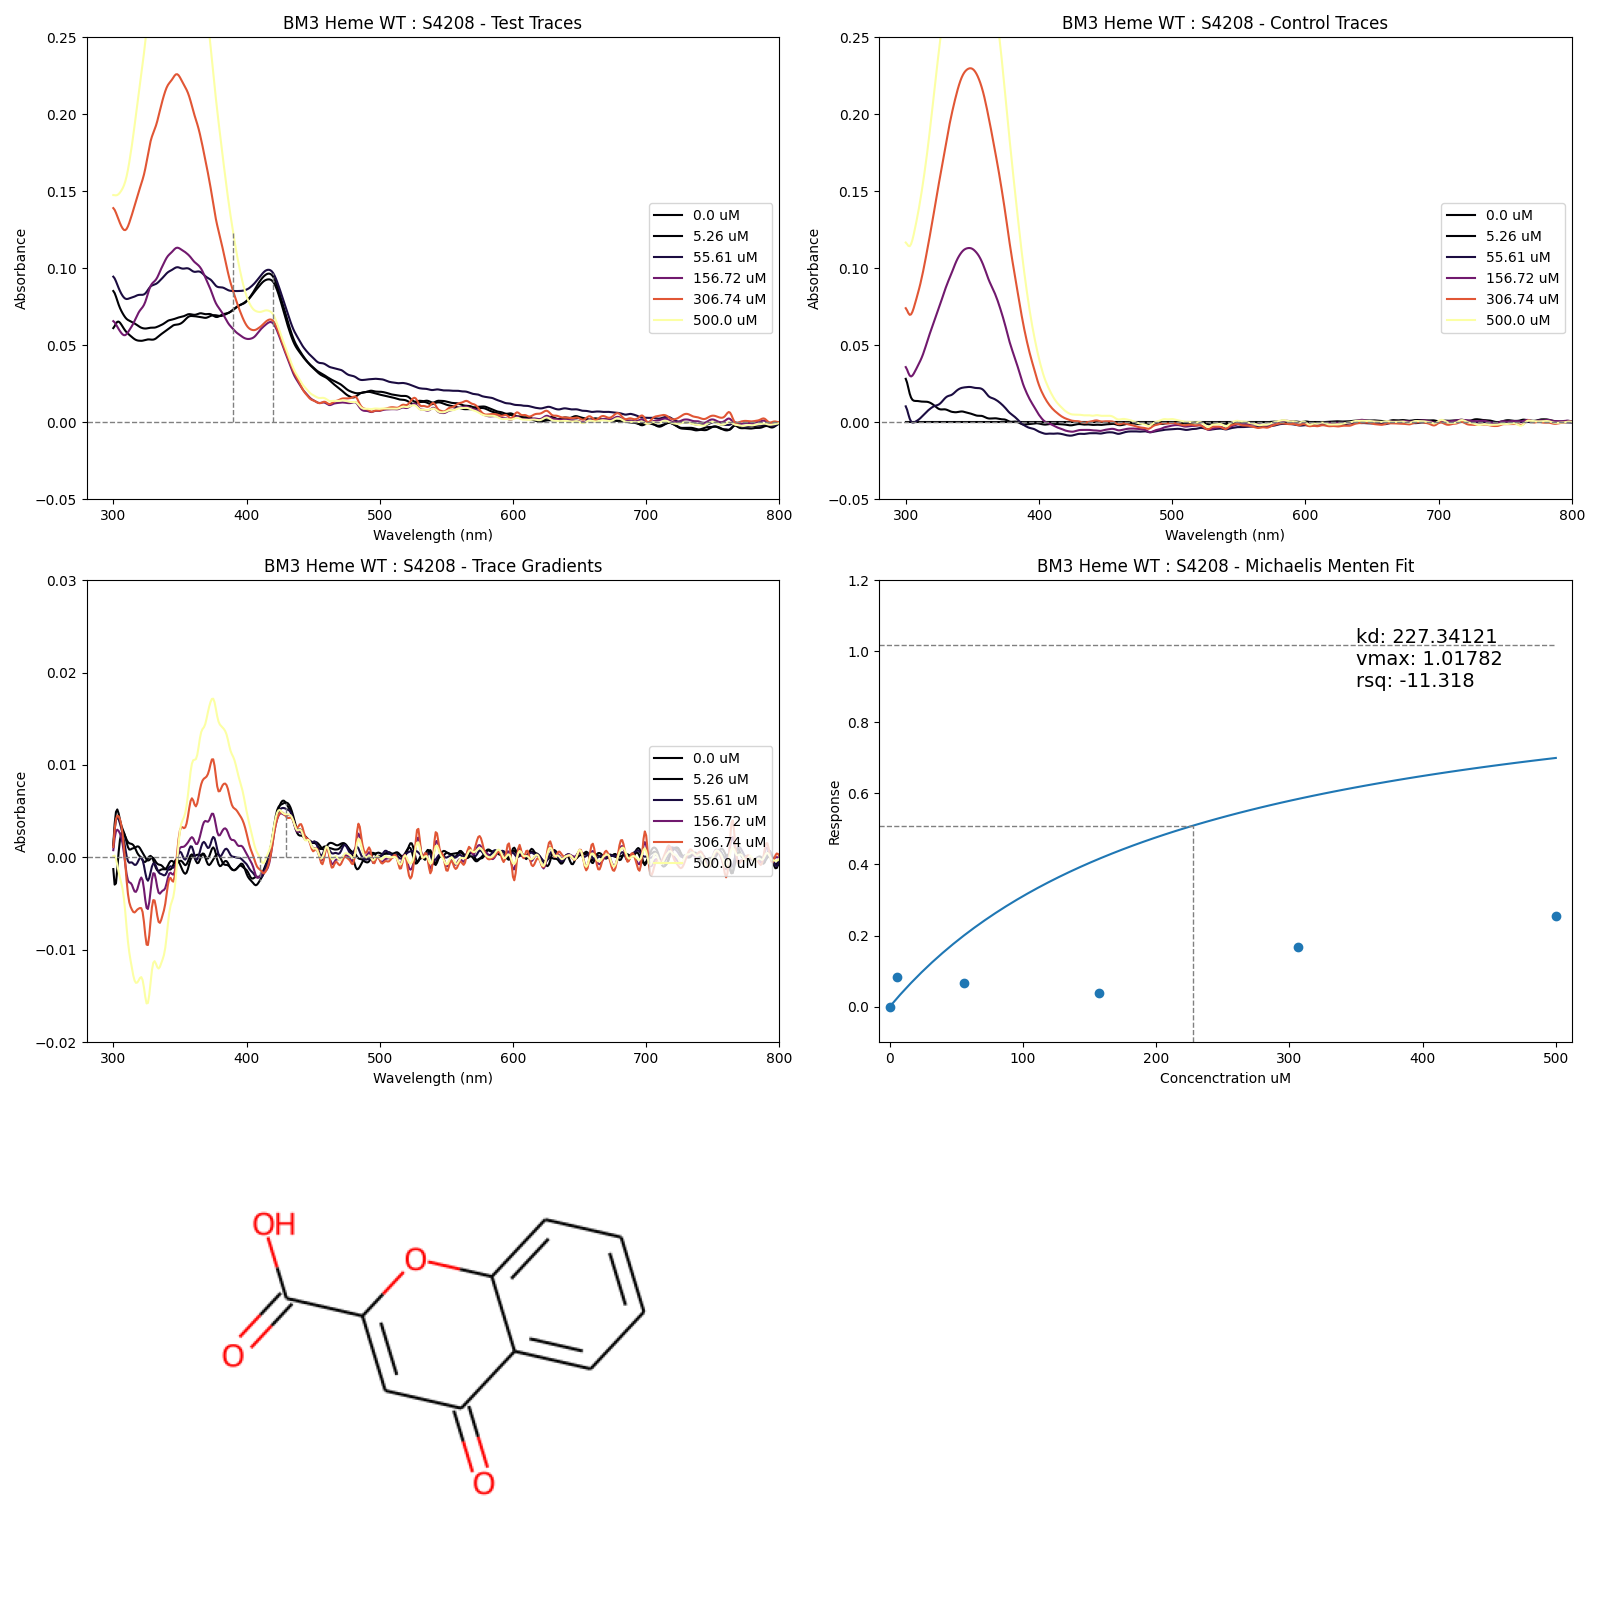 BM3 Heme WT : S4208 - Test Traces
Absorbance
0.25
0.20
0.15
0.10
0.05
0.00
−0.05
300 400 500 600 700 800
Wavelength (nm)
0.0 uM
5.26 uM
55.61 uM
156.72 uM
306.74 uM
500.0 uM
BM3 Heme WT : S4208 - Control Traces
Absorbance
0.25
0.20
0.15
0.10
0.05
0.00
−0.05
300 400 500 600 700 800
Wavelength (nm)
0.0 uM
5.26 uM
55.61 uM
156.72 uM
306.74 uM
500.0 uM
BM3 Heme WT : S4208 - Trace Gradients
Absorbance
0.03
0.02
0.01
0.00
−0.01
−0.02
300 400 500 600 700 800
Wavelength (nm)
0.0 uM
5.26 uM
55.61 uM
156.72 uM
306.74 uM
500.0 uM
BM3 Heme WT : S4208 - Michaelis Menten Fit
Response
1.2
1.0
0.8
0.6
0.4
0.2
0.0
0 100 200 300 400 500
Concenctration uM
kd: 227.34121
vmax: 1.01782
rsq: -11.318
OH
O
O
O